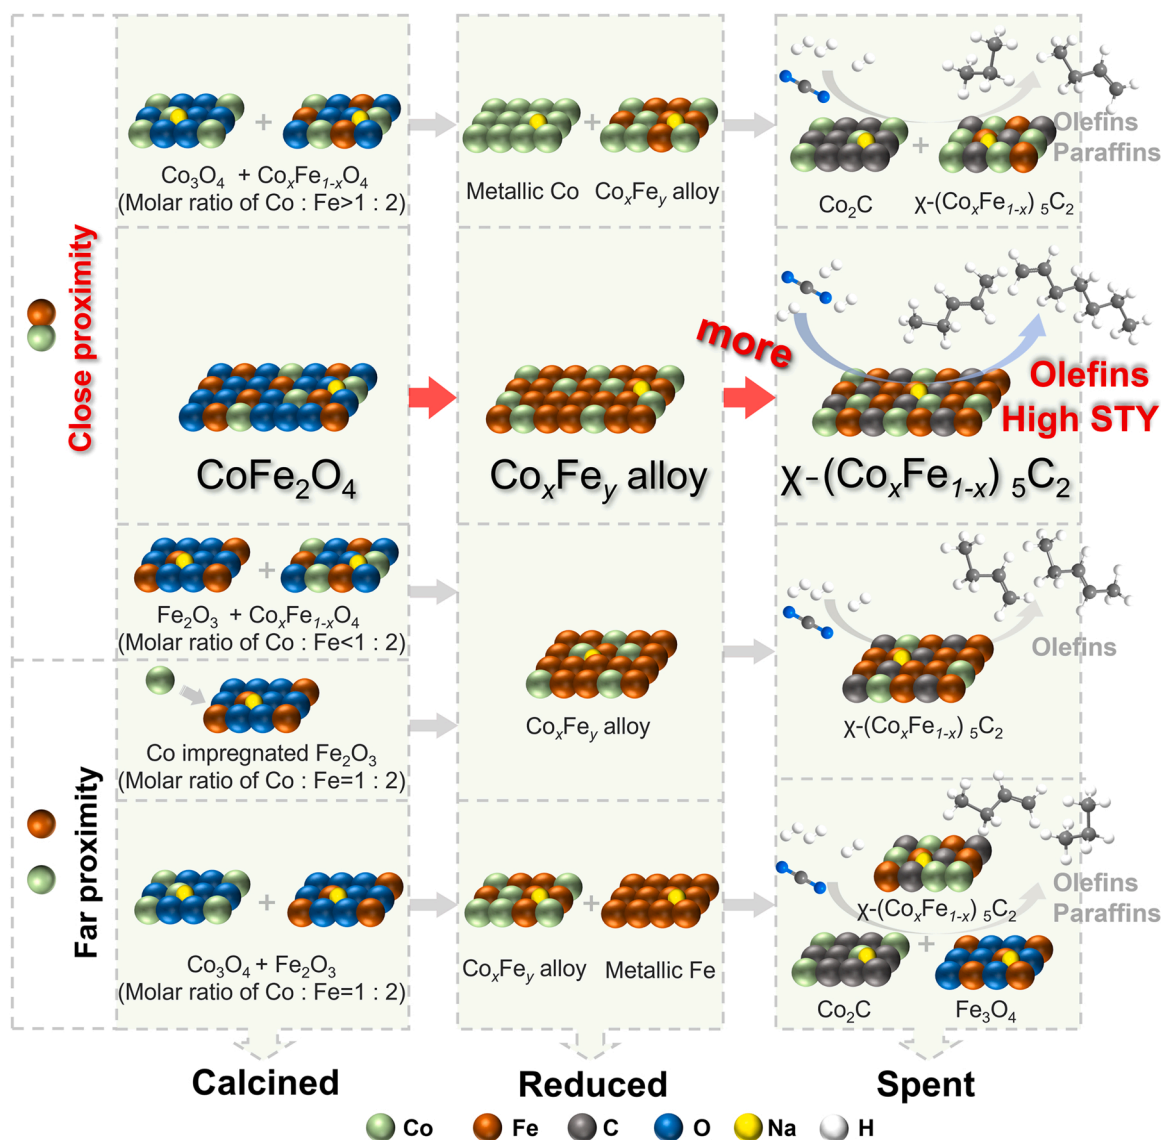 Close proximity
Co₃O₄ + CoₓFe₁₋ₓO₄
(Molar ratio of Co : Fe>1 : 2)
Metallic Co
CoₓFeᵧ alloy
Olefins
Paraffins
Co₂C
χ-(CoₓFe₁₋ₓ) ₅C₂
CoFe₂O₄
CoₓFeᵧ alloy
more
Olefins
High STY
χ-(CoₓFe₁₋ₓ) ₅C₂
Fe₂O₃ + CoₓFe₁₋ₓO₄
(Molar ratio of Co : Fe<1 : 2)
Olefins
Far proximity
Co impregnated Fe₂O₃
(Molar ratio of Co : Fe=1 : 2)
CoₓFeᵧ alloy
χ-(CoₓFe₁₋ₓ) ₅C₂
Co₃O₄ + Fe₂O₃
(Molar ratio of Co : Fe=1 : 2)
CoₓFeᵧ alloy
Metallic Fe
χ-(CoₓFe₁₋ₓ) ₅C₂
Olefins
Paraffins
Co₂C
Fe₃O₄
Calcined
Reduced
Spent
Co Fe C O Na H